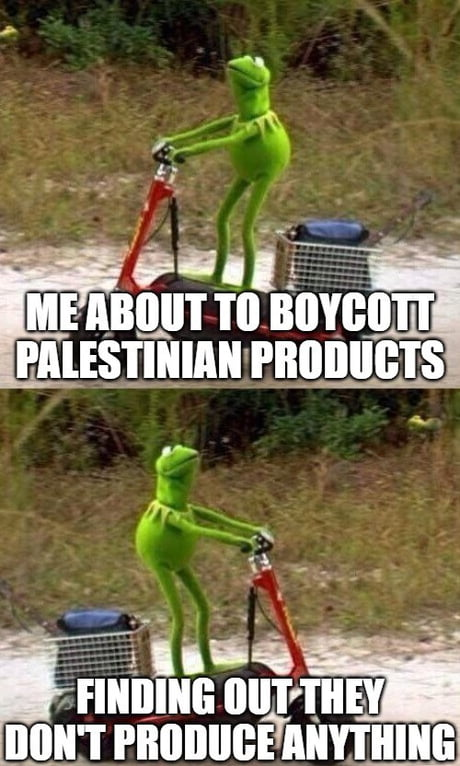 ME ABOUT TO BOYCOTT
PALESTINIAN PRODUCTS
FINDING OUT THEY
DON'T PRODUCE ANYTHING